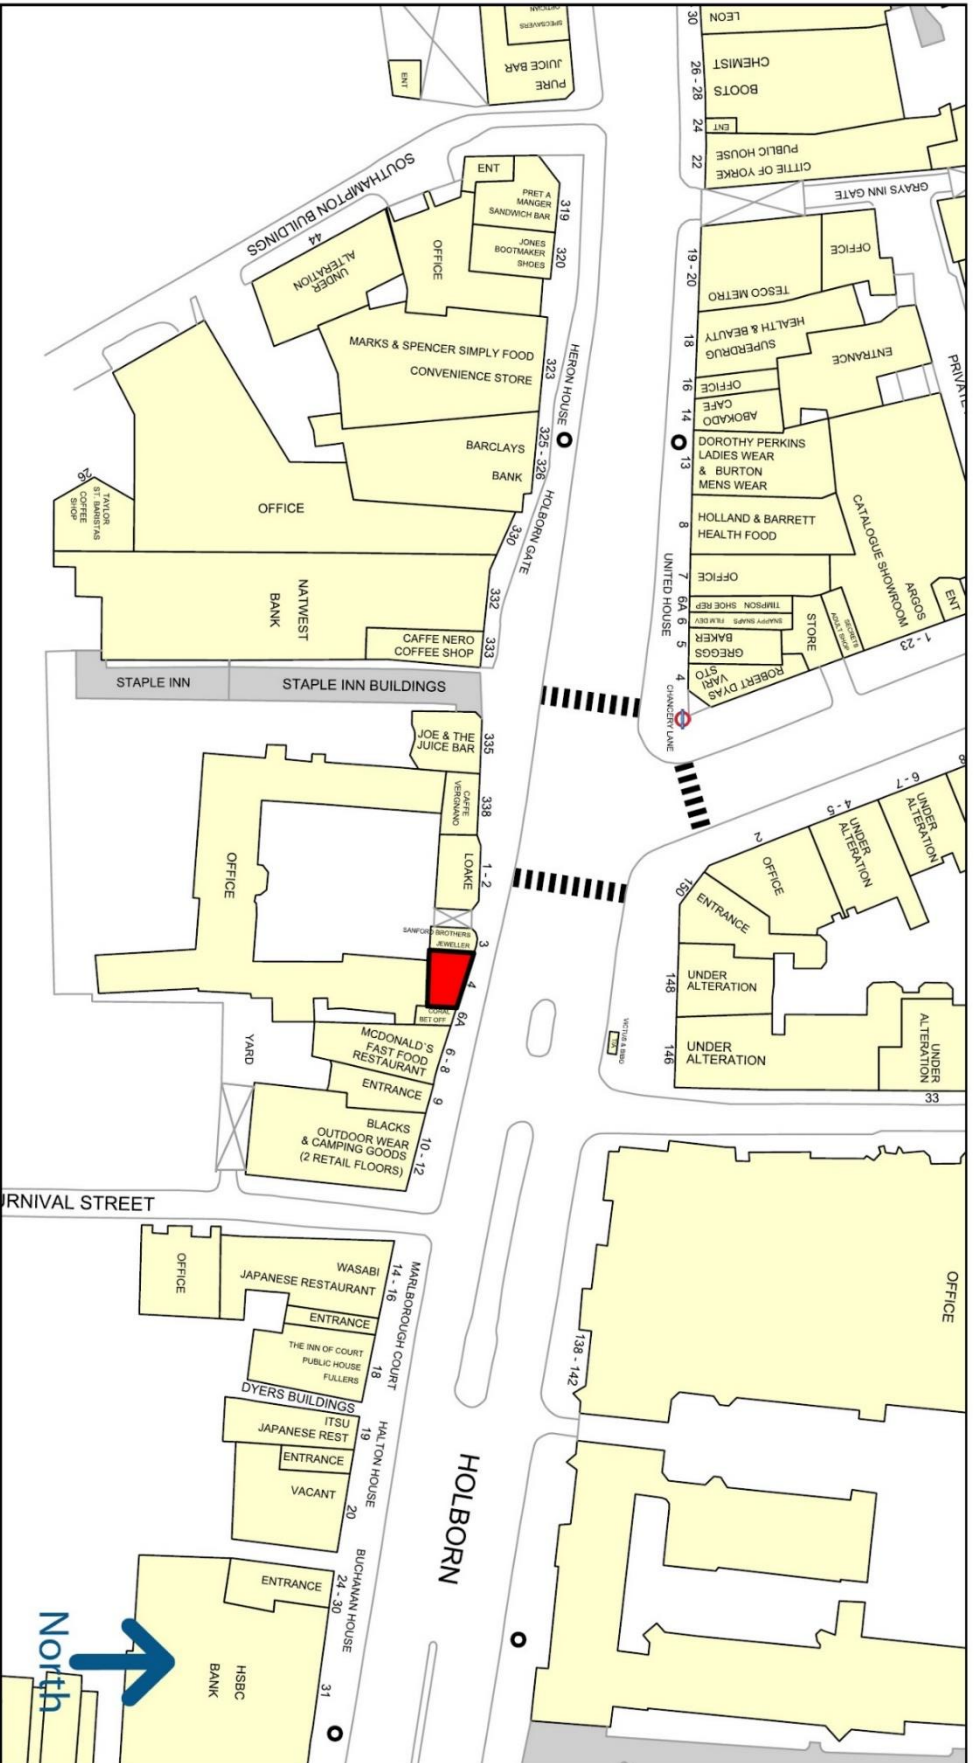 30
LEON
26 - 28
BOOTS
CHEMIST
24
ENT
22
CITTIE OF YORKE
PUBLIC HOUSE
GRAYS INN GATE
SPECSAVERS
OPTICIAN
PURE
JUICE BAR
ENT
SOUTHAMPTON BUILDINGS
44
UNDER
ALTERATION
ENT
PRET A
MANGER
SANDWICH BAR
319
JONES
BOOTMAKER
SHOES
320
OFFICE
MARKS & SPENCER SIMPLY FOOD
CONVENIENCE STORE
323
HERON HOUSE
BARCLAYS
BANK
325 - 326
HOLBORN GATE
330
OFFICE
26
TAYLOR
ST. BARISTAS
COFFEE
SHOP
NATWEST
BANK
332
CAFFE NERO
COFFEE SHOP
333
STAPLE INN
STAPLE INN BUILDINGS
19 - 20
TESCO METRO
OFFICE
18
SUPERDRUG
HEALTH & BEAUTY
ENTRANCE
PRIVATE
16
OFFICE
14
ABOKADO
CAFE
13
DOROTHY PERKINS
LADIES WEAR
& BURTON
MENS WEAR
8
HOLLAND & BARRETT
HEALTH FOOD
CATALOGUE SHOWROOM
ARGOS
ENT
1 - 23
UNITED HOUSE
7
OFFICE
6A
TIMPSON SHOE REP
6
SNAPPY SNAPS FILM DEV
5
GREGGS
BAKER
STORE
SECRETS
ADULT SHOP
4
ROBERT DYAS
VARI
STO
CHANCERY LANE
JOE & THE
JUICE BAR
335
CAFFE
VERGNANO
338
LOAKE
1 - 2
SANFORD BROTHERS
JEWELLER
3
4
CORAL
BET OFF
6A
OFFICE
MCDONALD'S
FAST FOOD
RESTAURANT
6 - 8
ENTRANCE
9
BLACKS
OUTDOOR WEAR
& CAMPING GOODS
(2 RETAIL FLOORS)
10 - 12
YARD
6 - 7
UNDER
ALTERATION
4 - 5
UNDER
ALTERATION
2
OFFICE
150
ENTRANCE
148
UNDER
ALTERATION
146
UNDER
ALTERATION
UNDER
ALTERATION
33
URNIVAL STREET
OFFICE
WASABI
JAPANESE RESTAURANT
14 - 16
MARLBOROUGH COURT
ENTRANCE
THE INN OF COURT
PUBLIC HOUSE
FULLERS
18
DYERS BUILDINGS
ITSU
JAPANESE REST
19
HALTON HOUSE
ENTRANCE
VACANT
20
BUCHANAN HOUSE
24 - 30
ENTRANCE
HSBC
BANK
31
HOLBORN
138 - 142
OFFICE
North